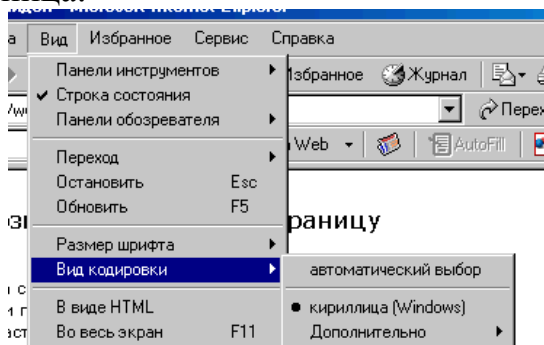 Вид Избранное Сервис Справка
Панели инструментов Избранное Журнал
Строка состояния
Панели обозревателя
Web AutoFill
Переход
Остановить Esc
Обновить F5
раницу
Размер шрифта
Вид кодировки автоматический выбор
В виде HTML кириллица (Windows)
Во весь экран F11 Дополнительно